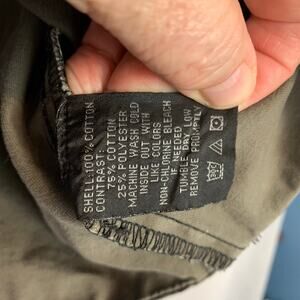 SHELL: 100% COTTON
CONTRAST:
75% COTTON
25% POLYESTER
MACHINE WASH COLD
INSIDE OUT WITH
LIKE COLORS
NON-CHLORINE BLEACH
IF NEEDED
TUMBLE DRY LOW
REMOVE PROMPTLY